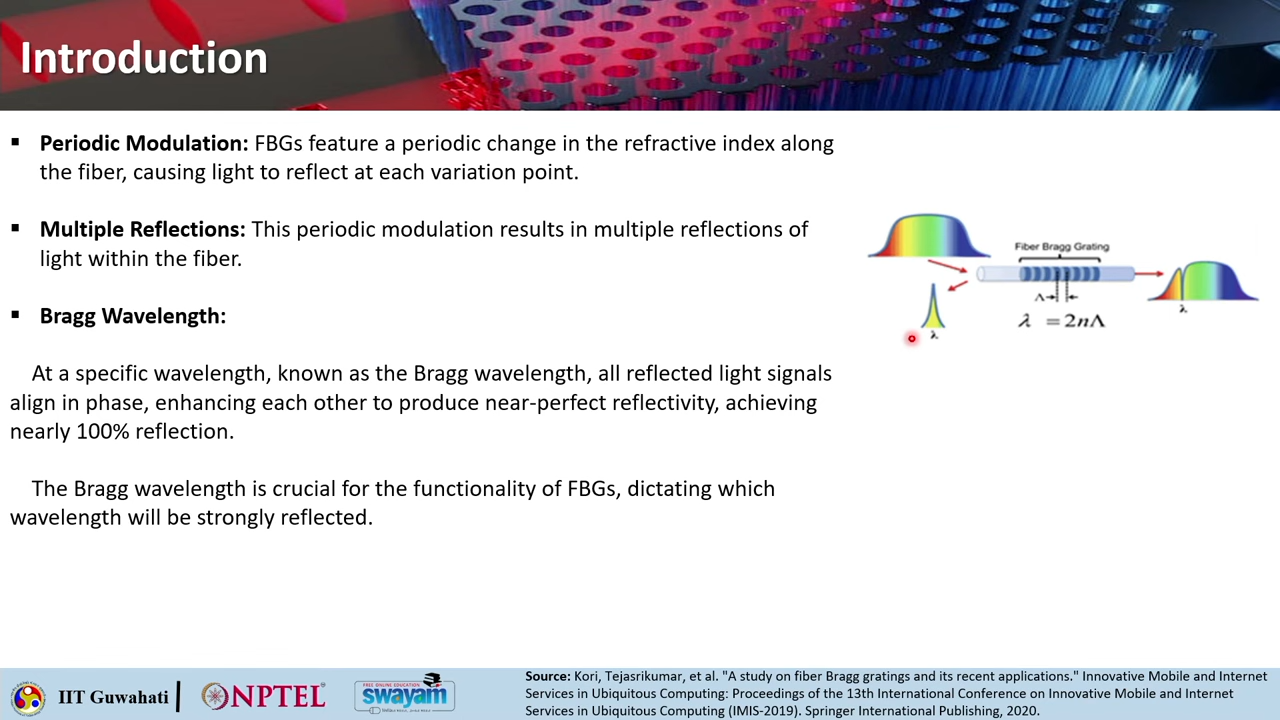 Introduction
▪ Periodic Modulation: FBGs feature a periodic change in the refractive index along
the fiber, causing light to reflect at each variation point.
▪ Multiple Reflections: This periodic modulation results in multiple reflections of
light within the fiber.
▪ Bragg Wavelength:
At a specific wavelength, known as the Bragg wavelength, all reflected light signals
align in phase, enhancing each other to produce near-perfect reflectivity, achieving
nearly 100% reflection.
The Bragg wavelength is crucial for the functionality of FBGs, dictating which
wavelength will be strongly reflected.
Fiber Bragg Grating
Λ
λ = 2nΛ
λ
λ
IIT Guwahati
NPTEL
FREE ONLINE EDUCATION
swayam
Source: Kori, Tejasrikumar, et al. "A study on fiber Bragg gratings and its recent applications." Innovative Mobile and Internet
Services in Ubiquitous Computing: Proceedings of the 13th International Conference on Innovative Mobile and Internet
Services in Ubiquitous Computing (IMIS-2019). Springer International Publishing, 2020.